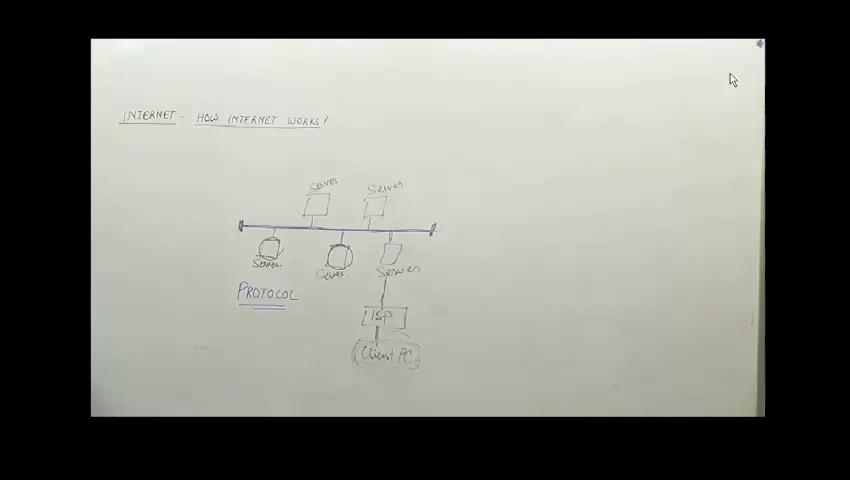 INTERNET - HOW INTERNET WORKS?
Server Server
Server. Server. Server
PROTOCOL
ISP
Client PC.